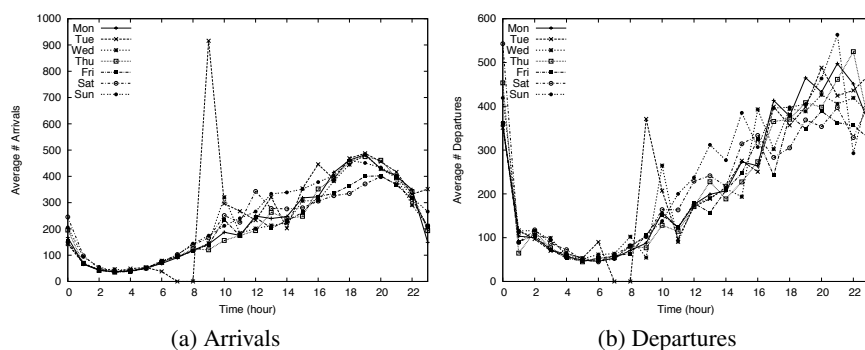 1000
900
800
700
600
500
400
300
200
100
0
Average # Arrivals
Mon
Tue
Wed
Thu
Fri
Sat
Sun
0 2 4 6 8 10 12 14 16 18 20 22
Time (hour)
(a) Arrivals
600
500
400
300
200
100
0
Average # Departures
Mon
Tue
Wed
Thu
Fri
Sat
Sun
0 2 4 6 8 10 12 14 16 18 20 22
Time (hour)
(b) Departures